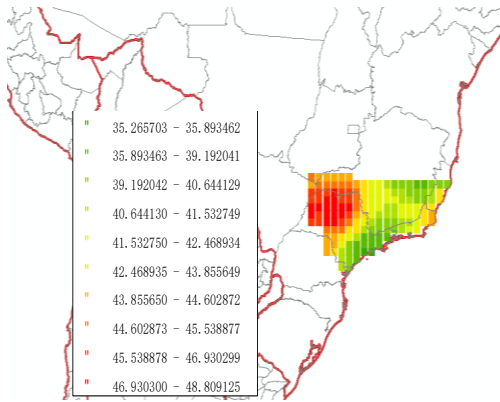 " 35.265703 - 35.893462
" 35.893463 - 39.192041
" 39.192042 - 40.644129
" 40.644130 - 41.532749
" 41.532750 - 42.468934
" 42.468935 - 43.855649
" 43.855650 - 44.602872
" 44.602873 - 45.538877
" 45.538878 - 46.930299
" 46.930300 - 48.809125